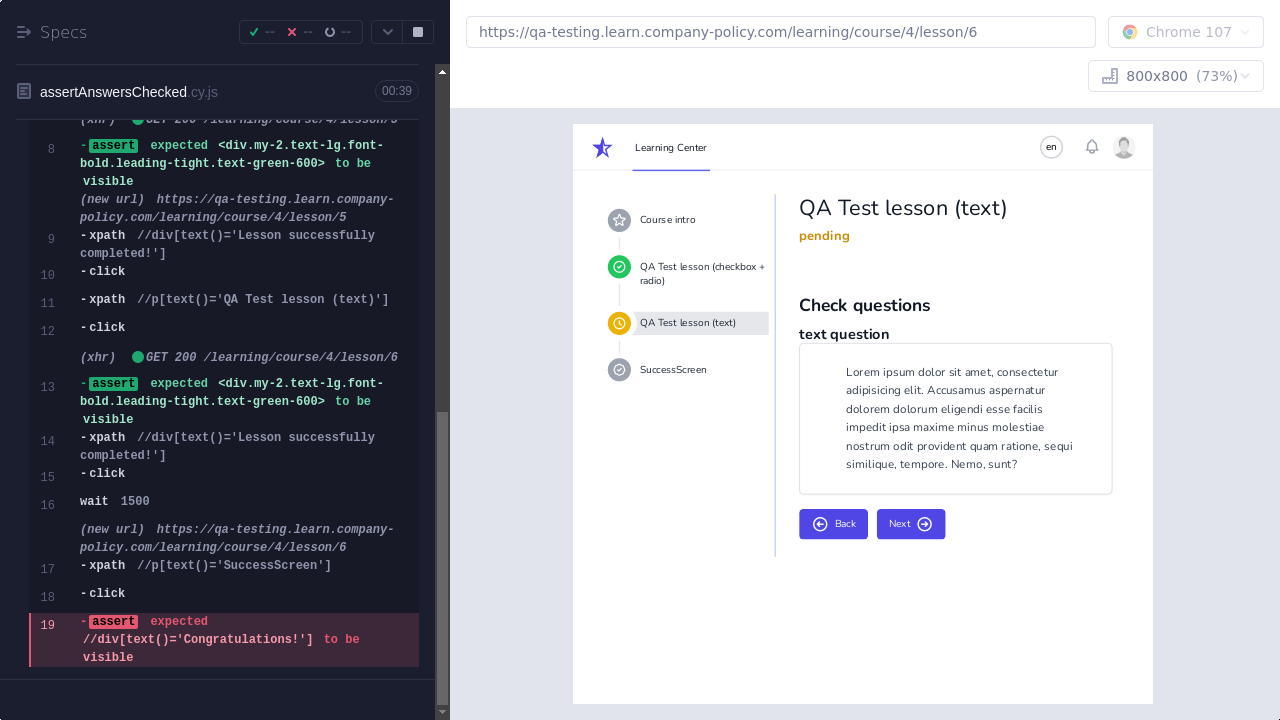 Specs
-- -- --
assertAnswersChecked.cy.js
00:39
(xhr) GET 200 /learning/course/4/lesson/5
8 -assert expected <div.my-2.text-lg.font-
bold.leading-tight.text-green-600> to be
visible
(new url) https://qa-testing.learn.company-
policy.com/learning/course/4/lesson/5
9 -xpath //div[text()='Lesson successfully
completed!']
10 -click
11 -xpath //p[text()='QA Test lesson (text)']
12 -click
(xhr) GET 200 /learning/course/4/lesson/6
13 -assert expected <div.my-2.text-lg.font-
bold.leading-tight.text-green-600> to be
visible
14 -xpath //div[text()='Lesson successfully
completed!']
15 -click
16 wait 1500
(new url) https://qa-testing.learn.company-
policy.com/learning/course/4/lesson/6
17 -xpath //p[text()='SuccessScreen']
18 -click
19 -assert expected
//div[text()='Congratulations!'] to be
visible
https://qa-testing.learn.company-policy.com/learning/course/4/lesson/6
Chrome 107
800x800 (73%)
Learning Center
en
Course intro
QA Test lesson (checkbox +
radio)
QA Test lesson (text)
SuccessScreen
QA Test lesson (text)
pending
Check questions
text question
Lorem ipsum dolor sit amet, consectetur
adipisicing elit. Accusamus aspernatur
dolorem dolorum eligendi esse facilis
impedit ipsa maxime minus molestiae
nostrum odit provident quam ratione, sequi
similique, tempore. Nemo, sunt?
Back
Next